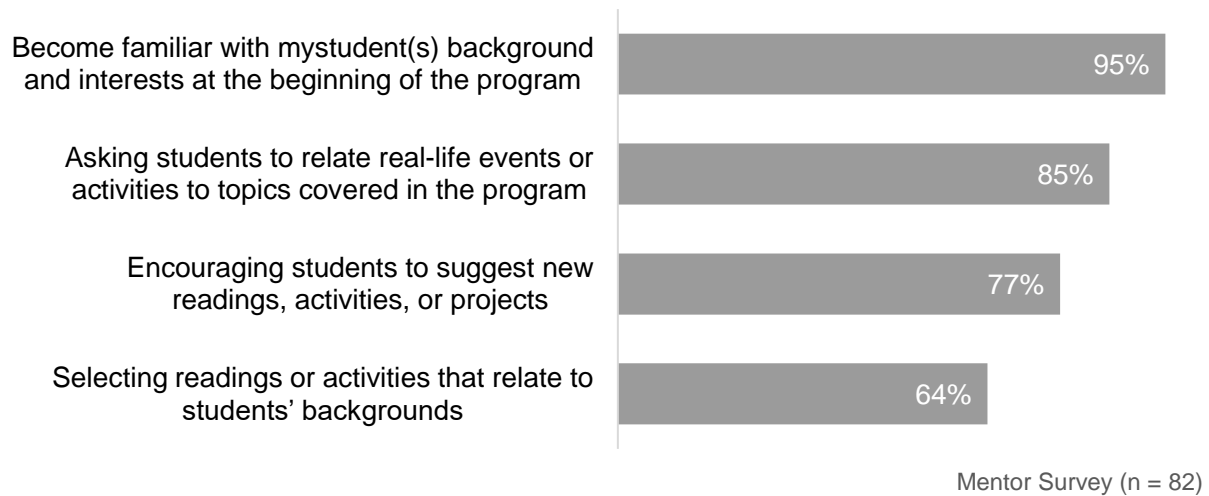 Become familiar with mystudent(s) background
and interests at the beginning of the program
95%
Asking students to relate real-life events or
activities to topics covered in the program
85%
Encouraging students to suggest new
readings, activities, or projects
77%
Selecting readings or activities that relate to
students’ backgrounds
64%
Mentor Survey (n = 82)